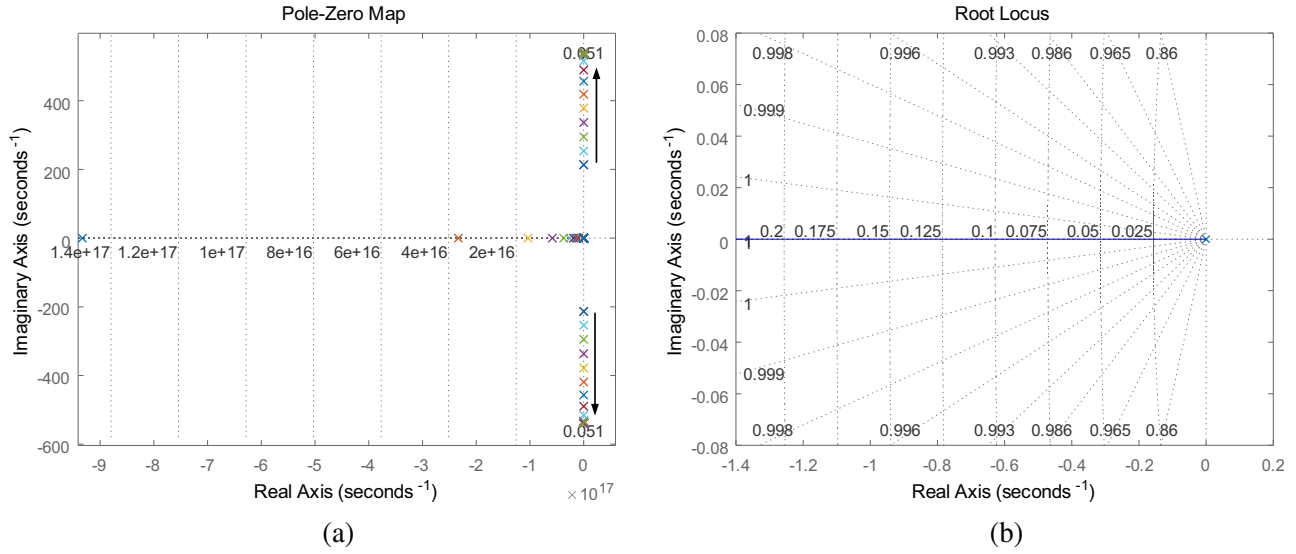 Pole-Zero Map
0.051
400
200
0
-200
-400
-600
Imaginary Axis (seconds⁻¹)
1.4e+17 1.2e+17 1e+17 8e+16 6e+16 4e+16 2e+16
0.051
-9 -8 -7 -6 -5 -4 -3 -2 -1 0
Real Axis (seconds⁻¹)
×10¹⁷
(a)
Root Locus
0.08
0.06
0.04
0.02
0
-0.02
-0.04
-0.06
-0.08
Imaginary Axis (seconds⁻¹)
0.998 0.996 0.993 0.986 0.965 0.86
0.999
1
1 0.2 0.175 0.15 0.125 0.1 0.075 0.05 0.025
1
0.999
0.998 0.996 0.993 0.986 0.965 0.86
-1.4 -1.2 -1 -0.8 -0.6 -0.4 -0.2 0 0.2
Real Axis (seconds⁻¹)
(b)